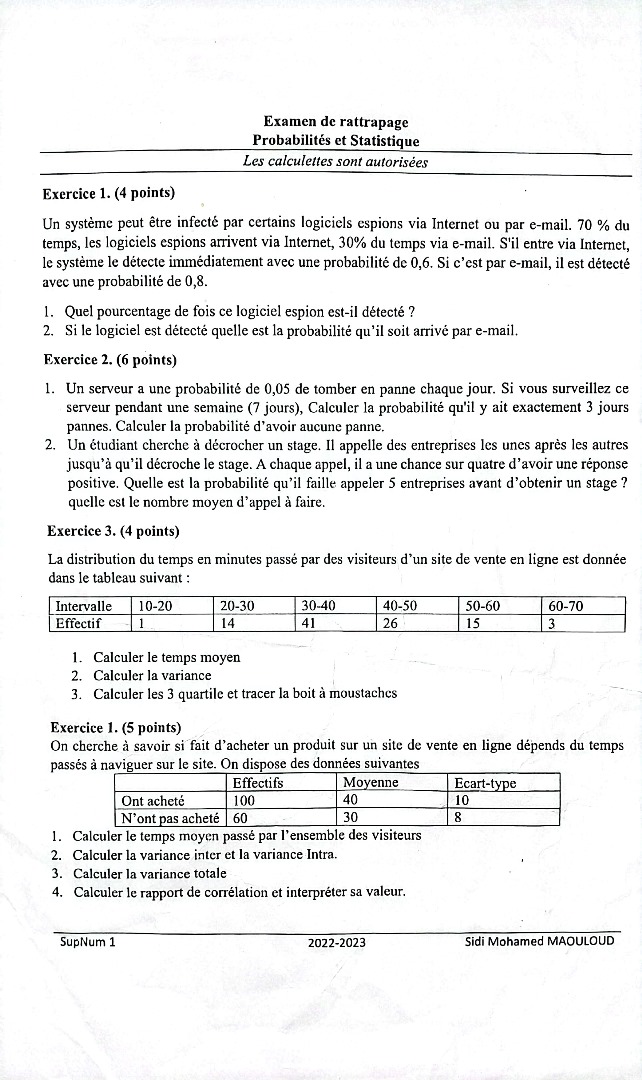 Examen de rattrapage
Probabilités et Statistique
Les calculettes sont autorisées
Exercice 1. (4 points)
Un système peut être infecté par certains logiciels espions via Internet ou par e-mail. 70 % du
temps, les logiciels espions arrivent via Internet, 30% du temps via e-mail. S'il entre via Internet,
le système le détecte immédiatement avec une probabilité de 0,6. Si c'est par e-mail, il est détecté
avec une probabilité de 0,8.
1. Quel pourcentage de fois ce logiciel espion est-il détecté ?
2. Si le logiciel est détecté quelle est la probabilité qu'il soit arrivé par e-mail.
Exercice 2. (6 points)
1. Un serveur a une probabilité de 0,05 de tomber en panne chaque jour. Si vous surveillez ce
serveur pendant une semaine (7 jours), Calculer la probabilité qu'il y ait exactement 3 jours
pannes. Calculer la probabilité d'avoir aucune panne.
2. Un étudiant cherche à décrocher un stage. Il appelle des entreprises les unes après les autres
jusqu'à qu'il décroche le stage. A chaque appel, il a une chance sur quatre d'avoir une réponse
positive. Quelle est la probabilité qu'il faille appeler 5 entreprises avant d'obtenir un stage ?
quelle est le nombre moyen d'appel à faire.
Exercice 3. (4 points)
La distribution du temps en minutes passé par des visiteurs d'un site de vente en ligne est donnée
dans le tableau suivant :
Intervalle 10-20 20-30 30-40 40-50 50-60 60-70
Effectif 1 14 41 26 15 3
1. Calculer le temps moyen
2. Calculer la variance
3. Calculer les 3 quartile et tracer la boit à moustaches
Exercice 1. (5 points)
On cherche à savoir si fait d'acheter un produit sur un site de vente en ligne dépends du temps
passés à naviguer sur le site. On dispose des données suivantes
Effectifs Moyenne Ecart-type
Ont acheté 100 40 10
N'ont pas acheté 60 30 8
1. Calculer le temps moyen passé par l'ensemble des visiteurs
2. Calculer la variance inter et la variance Intra.
3. Calculer la variance totale
4. Calculer le rapport de corrélation et interpréter sa valeur.
SupNum 1 2022-2023 Sidi Mohamed MAOULOUD